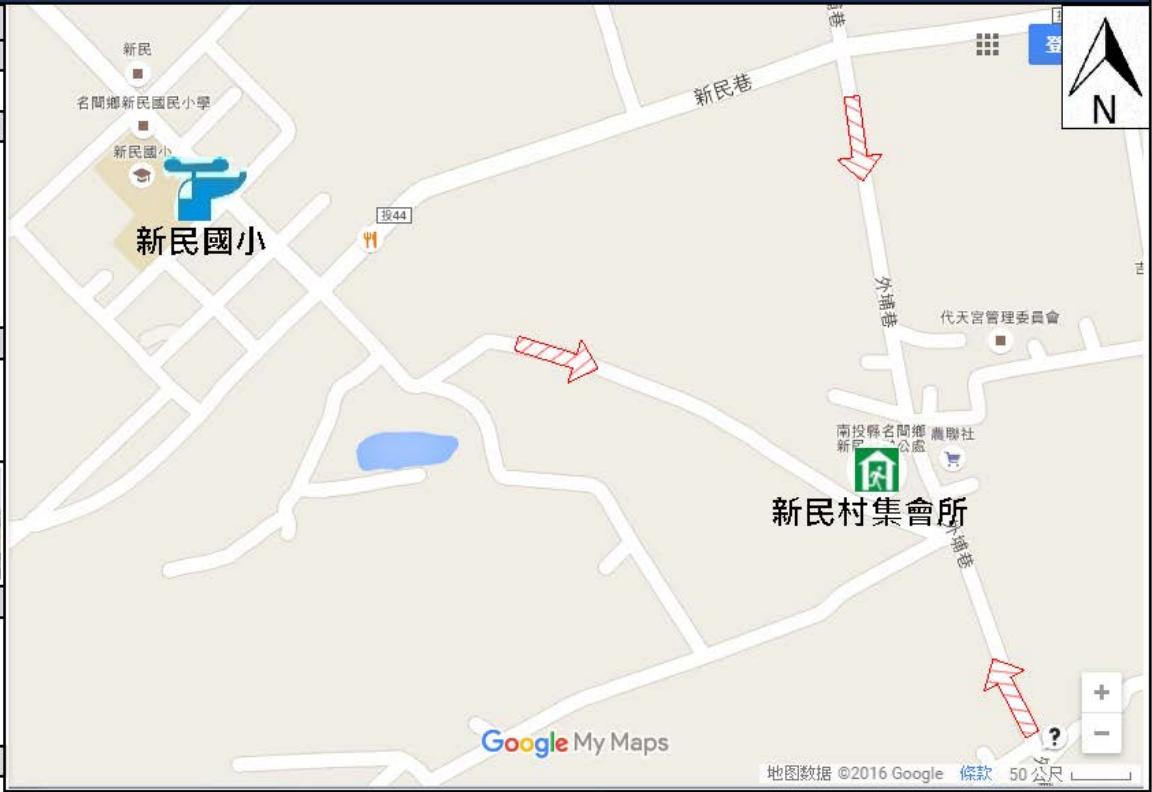 新民
名間鄉新民國民小學
新民國小
新民國小
投44
新民巷
N
外埔巷
代天宮管理委員會
南投縣名間鄉
農聯社
新民村集會所
外埔巷
Google My Maps
+
?
−
地图数据 ©2016 Google 條款 50 公尺